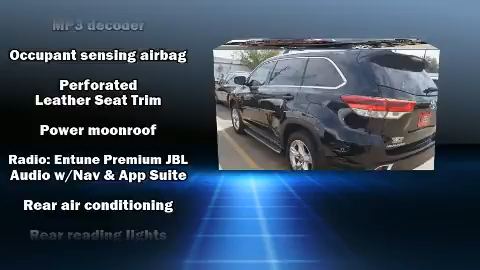 MP3 decoder
Occupant sensing airbag
Perforated
Leather Seat Trim
Power moonroof
Radio: Entune Premium JBL
Audio w/Nav & App Suite
Rear air conditioning
Rear reading lights